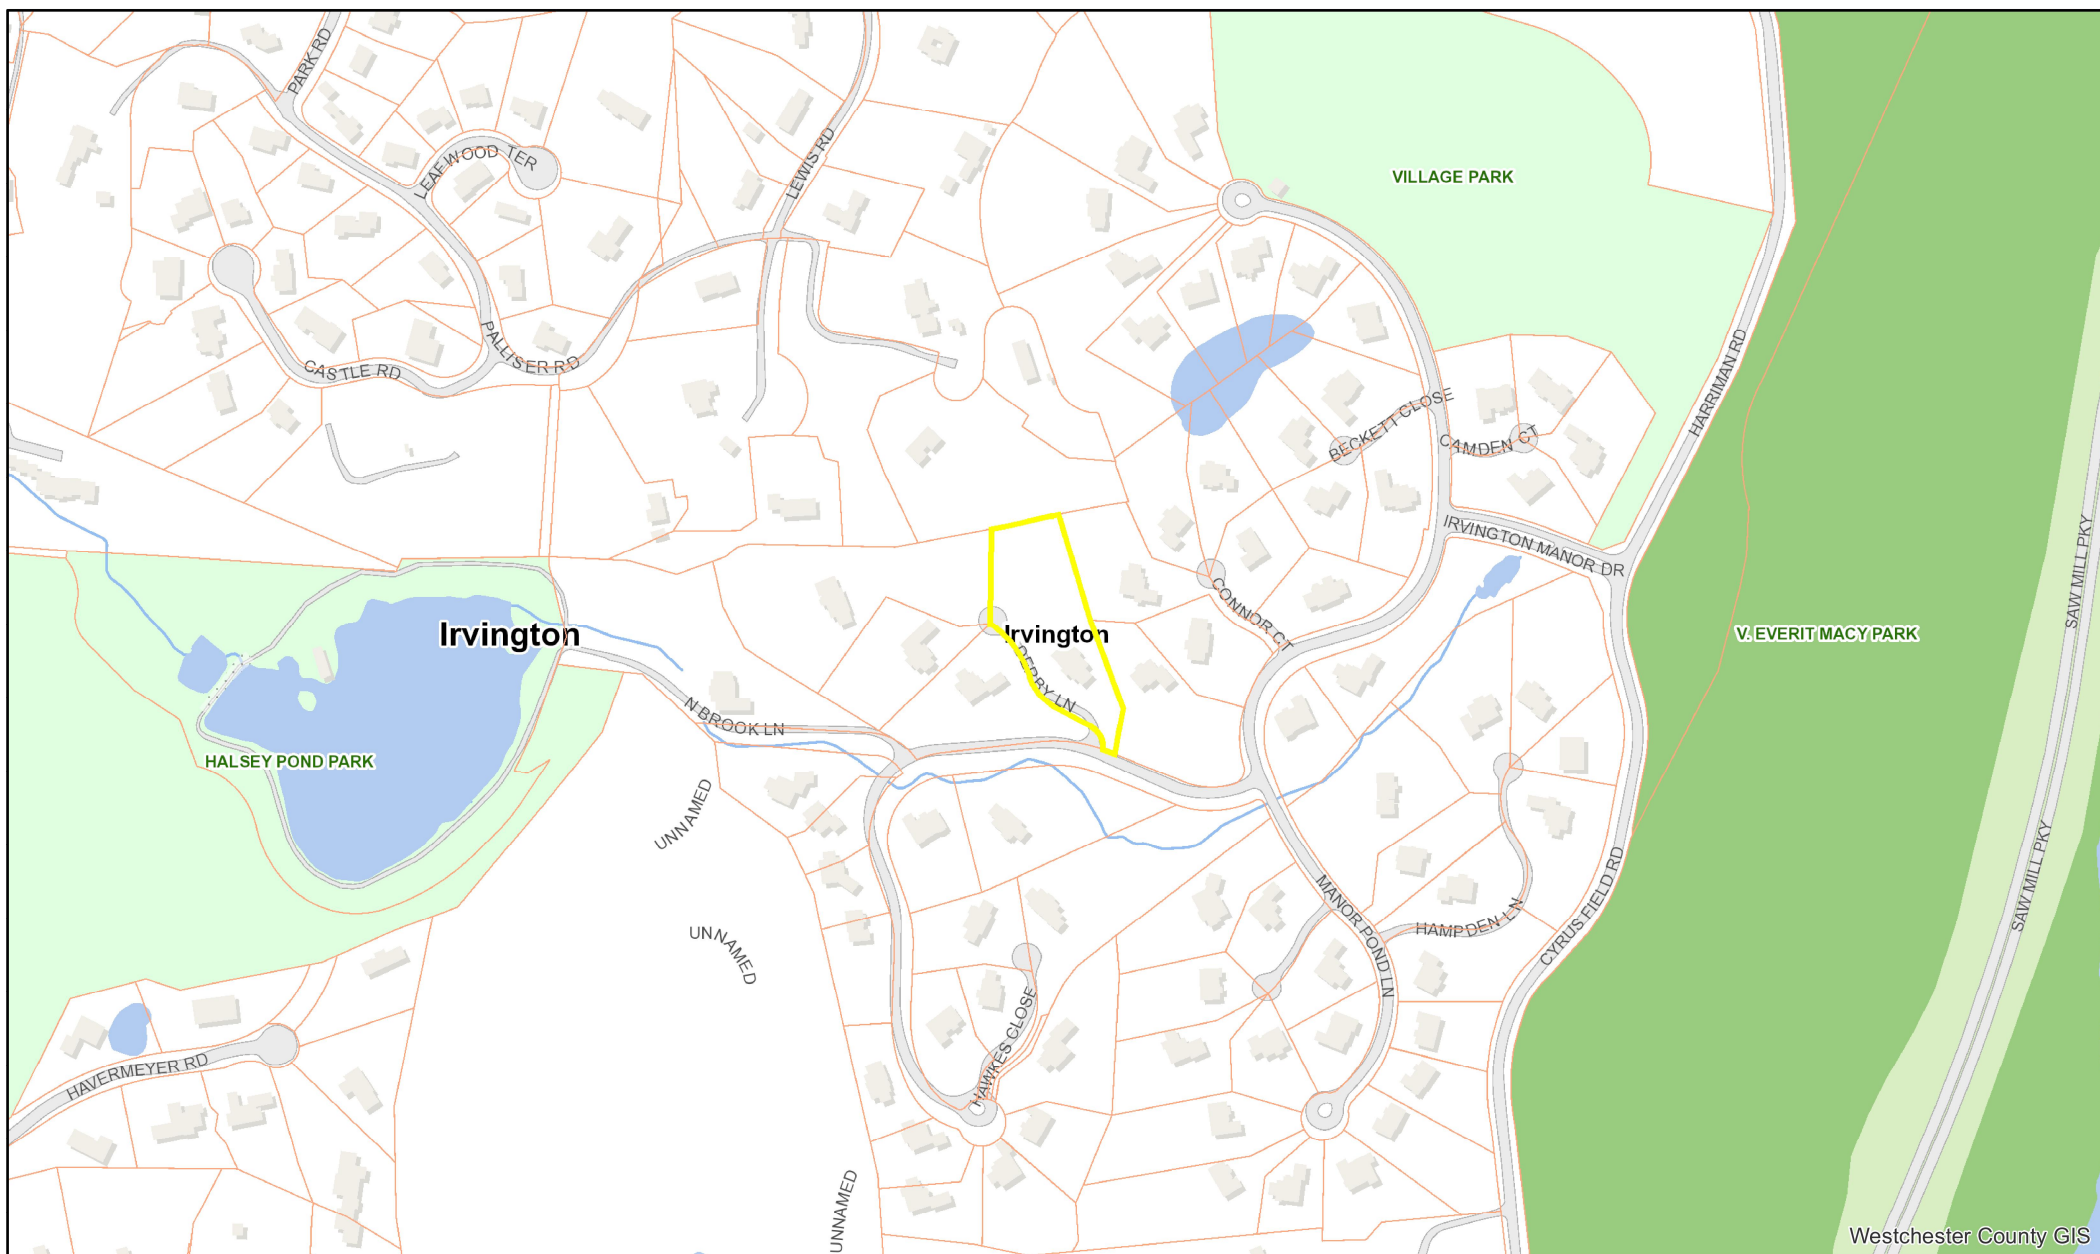 PARK RD
LEAFWOOD TER
LEWIS RD
VILLAGE PARK
PALLISER RD
CASTLE RD
HARRIMAN RD
BECKETT CLOSE
CAMDEN CT
IRVINGTON MANOR DR
SAW MILL PKY
CONNOR CT
Irvington
Irvington
V. EVERIT MACY PARK
N BROOK LN
HALSEY POND PARK
UNNAMED
UNNAMED
MANOR POND LN
HAMPDEN LN
CYRUS FIELD RD
SAW MILL PKY
HAWKES CLOSE
HAVERMEYER RD
UNNAMED
Westchester County GIS